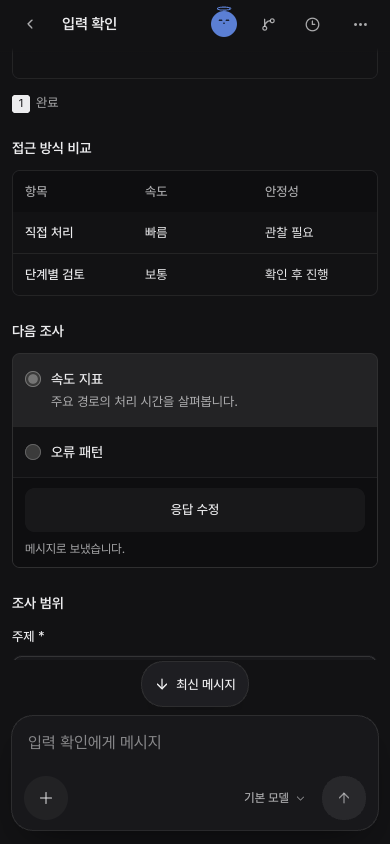 입력 확인
1 완료
접근 방식 비교
항목 속도 안정성
직접 처리 빠름 관찰 필요
단계별 검토 보통 확인 후 진행
다음 조사
속도 지표
주요 경로의 처리 시간을 살펴봅니다.
오류 패턴
응답 수정
메시지로 보냈습니다.
조사 범위
주제 *
최신 메시지
입력 확인에게 메시지
기본 모델